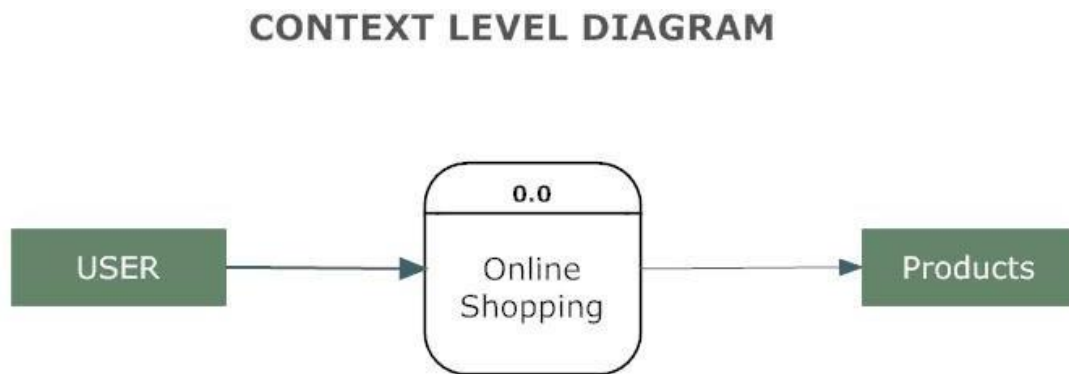 CONTEXT LEVEL DIAGRAM
0.0
USER
Online
Shopping
Products